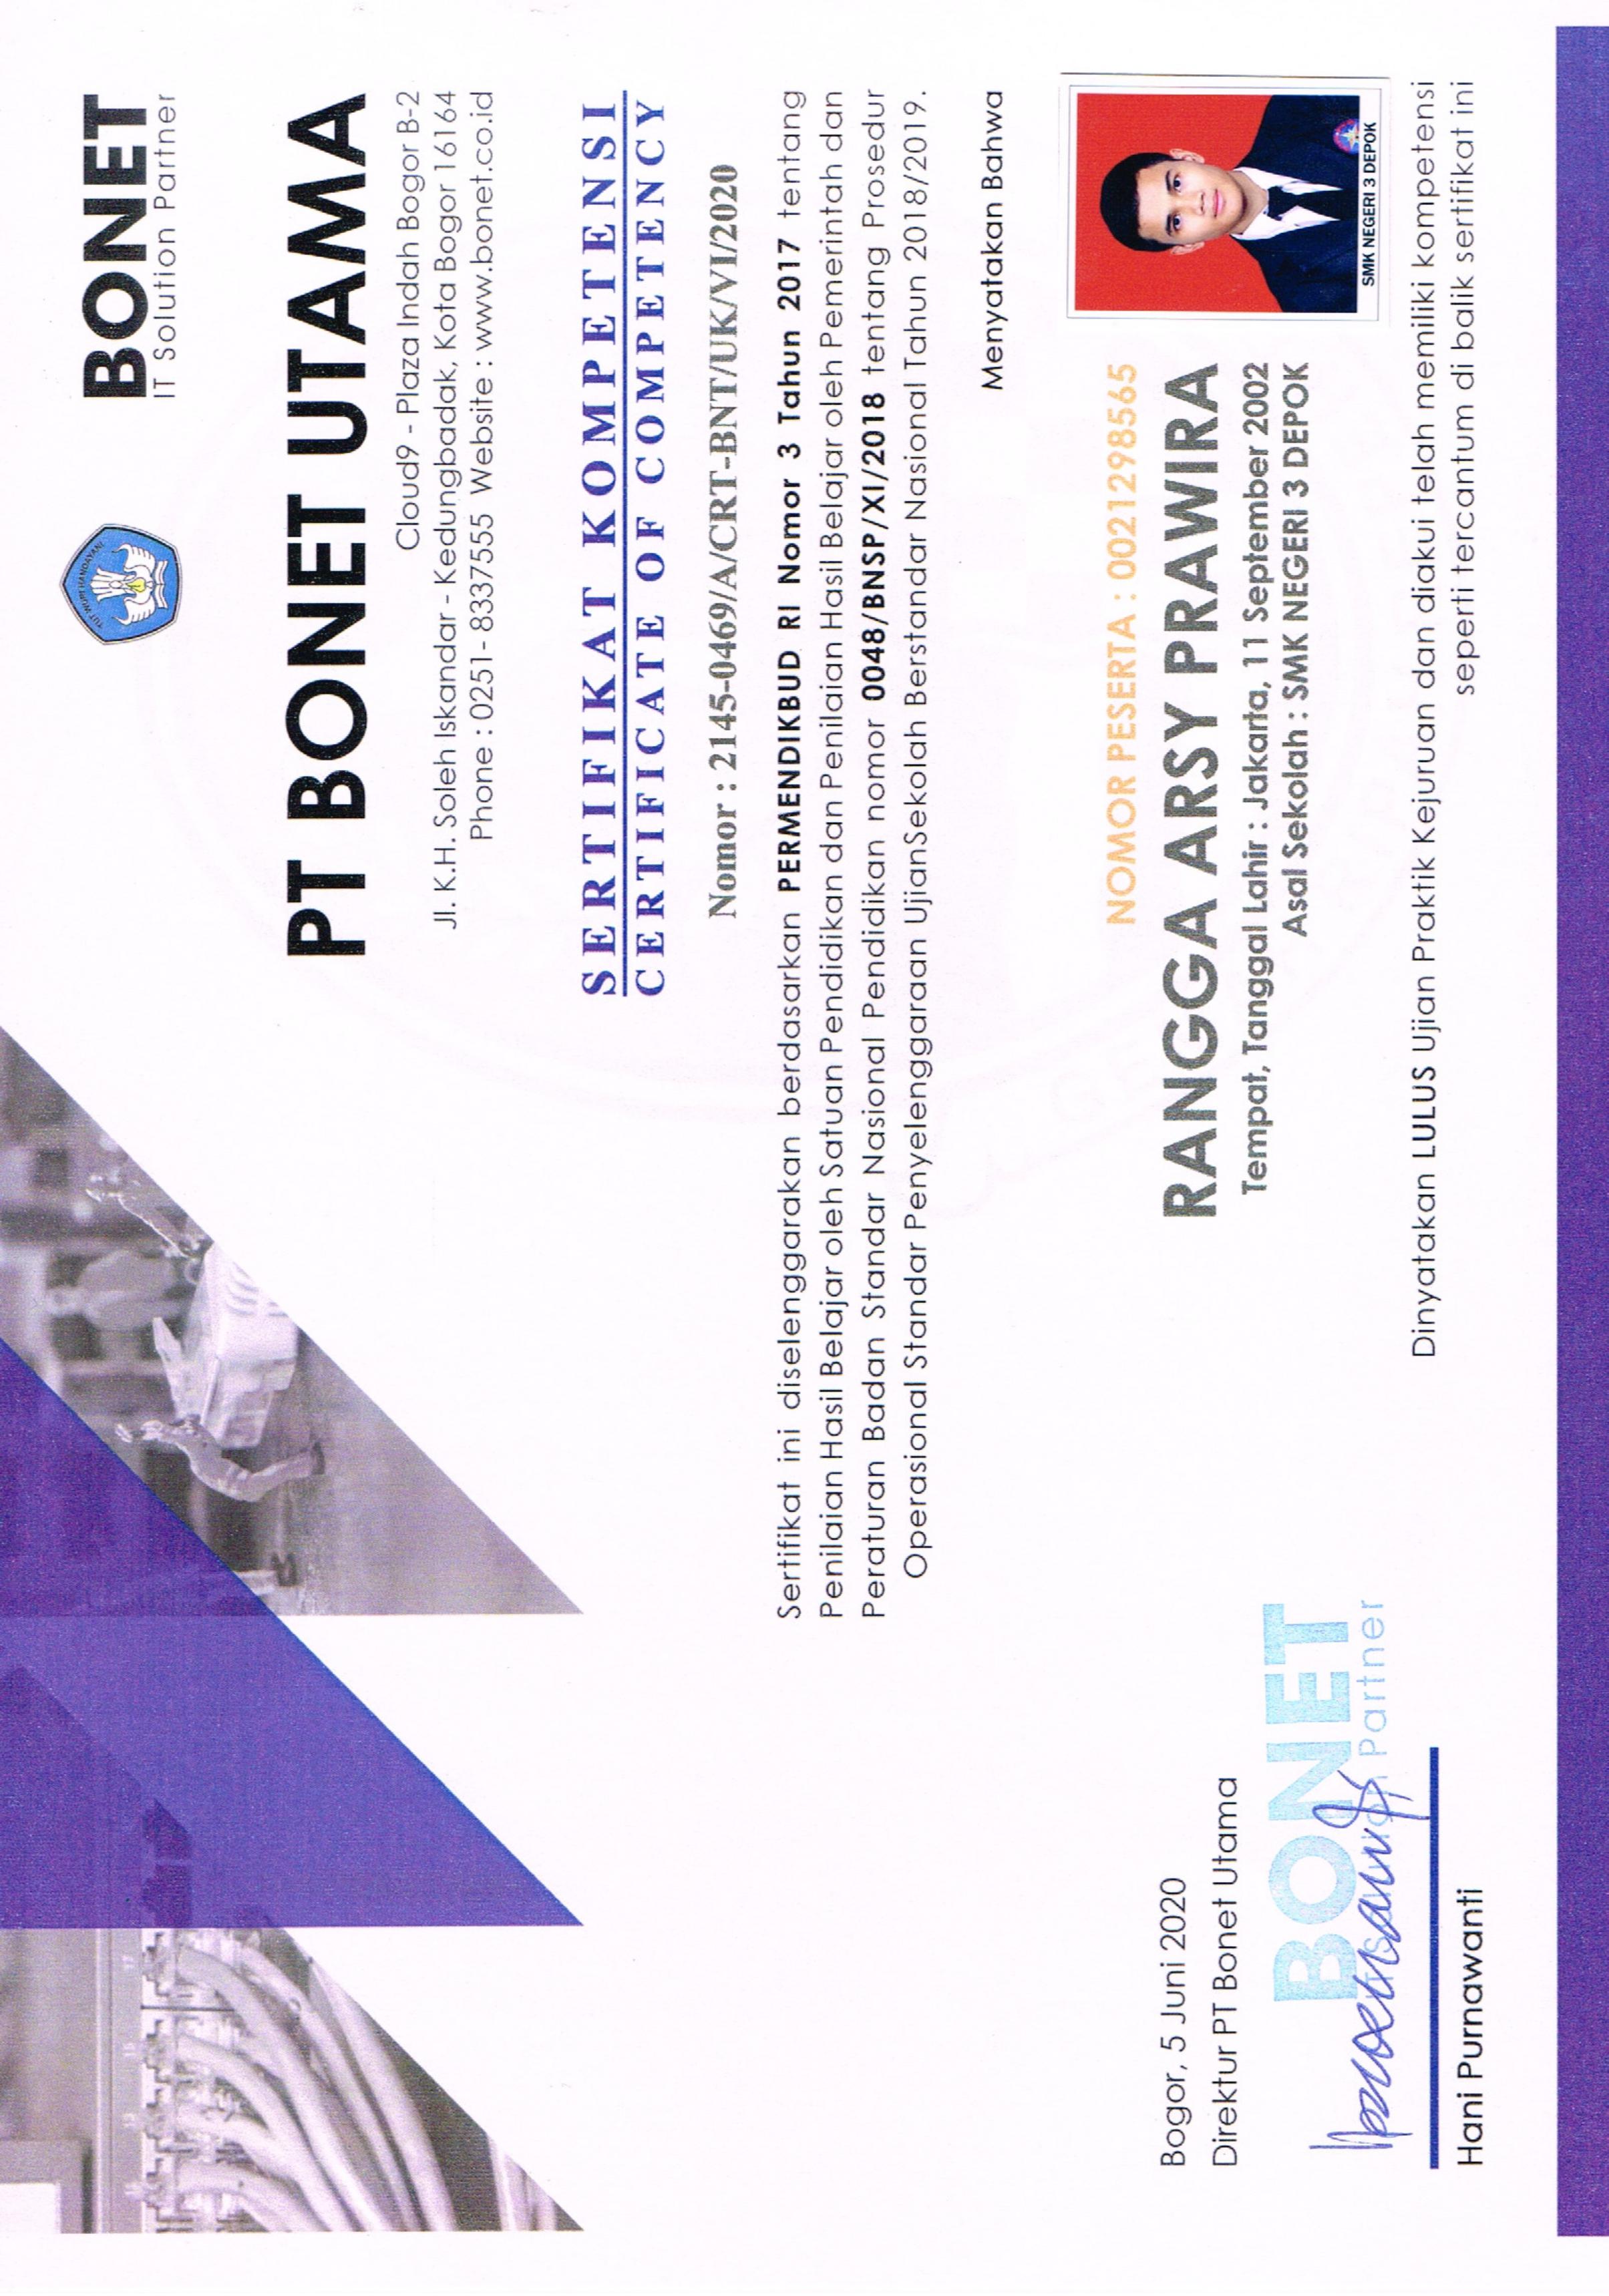 TUT WURI HANDAYANI
BONET
IT Solution Partner
PT BONET UTAMA
Cloud9 - Plaza Indah Bogor B-2
Jl. K.H. Soleh Iskandar - Kedungbadak, Kota Bogor 16164
Phone : 0251- 8337555 Website : www.bonet.co.id
SERTIFIKAT KOMPETENSI
CERTIFICATE OF COMPETENCY
Nomor : 2145-0469/A/CRT-BNT/UK/VI/2020
Sertifikat ini diselenggarakan berdasarkan PERMENDIKBUD RI Nomor 3 Tahun 2017 tentang
Penilaian Hasil Belajar oleh Satuan Pendidikan dan Penilaian Hasil Belajar oleh Pemerintah dan
Peraturan Badan Standar Nasional Pendidikan nomor 0048/BNSP/XI/2018 tentang Prosedur
Operasional Standar Penyelenggaraan UjianSekolah Berstandar Nasional Tahun 2018/2019.
Menyatakan Bahwa
NOMOR PESERTA : 0021298565
RANGGA ARSY PRAWIRA
Tempat, Tanggal Lahir : Jakarta, 11 September 2002
Asal Sekolah : SMK NEGERI 3 DEPOK
SMK NEGERI 3 DEPOK
Dinyatakan LULUS Ujian Praktik Kejuruan dan diakui telah memiliki kompetensi
seperti tercantum di balik sertifikat ini
Bogor, 5 Juni 2020
Direktur PT Bonet Utama
BONET
IT Solution Partner
Hani Purnawanti